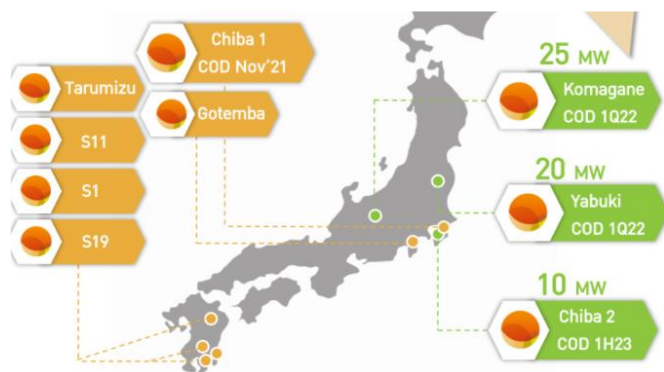 Tarumizu
S11
S1
S19
Chiba 1
COD Nov'21
Gotemba
25 MW
Komagane
COD 1Q22
20 MW
Yabuki
COD 1Q22
10 MW
Chiba 2
COD 1H23